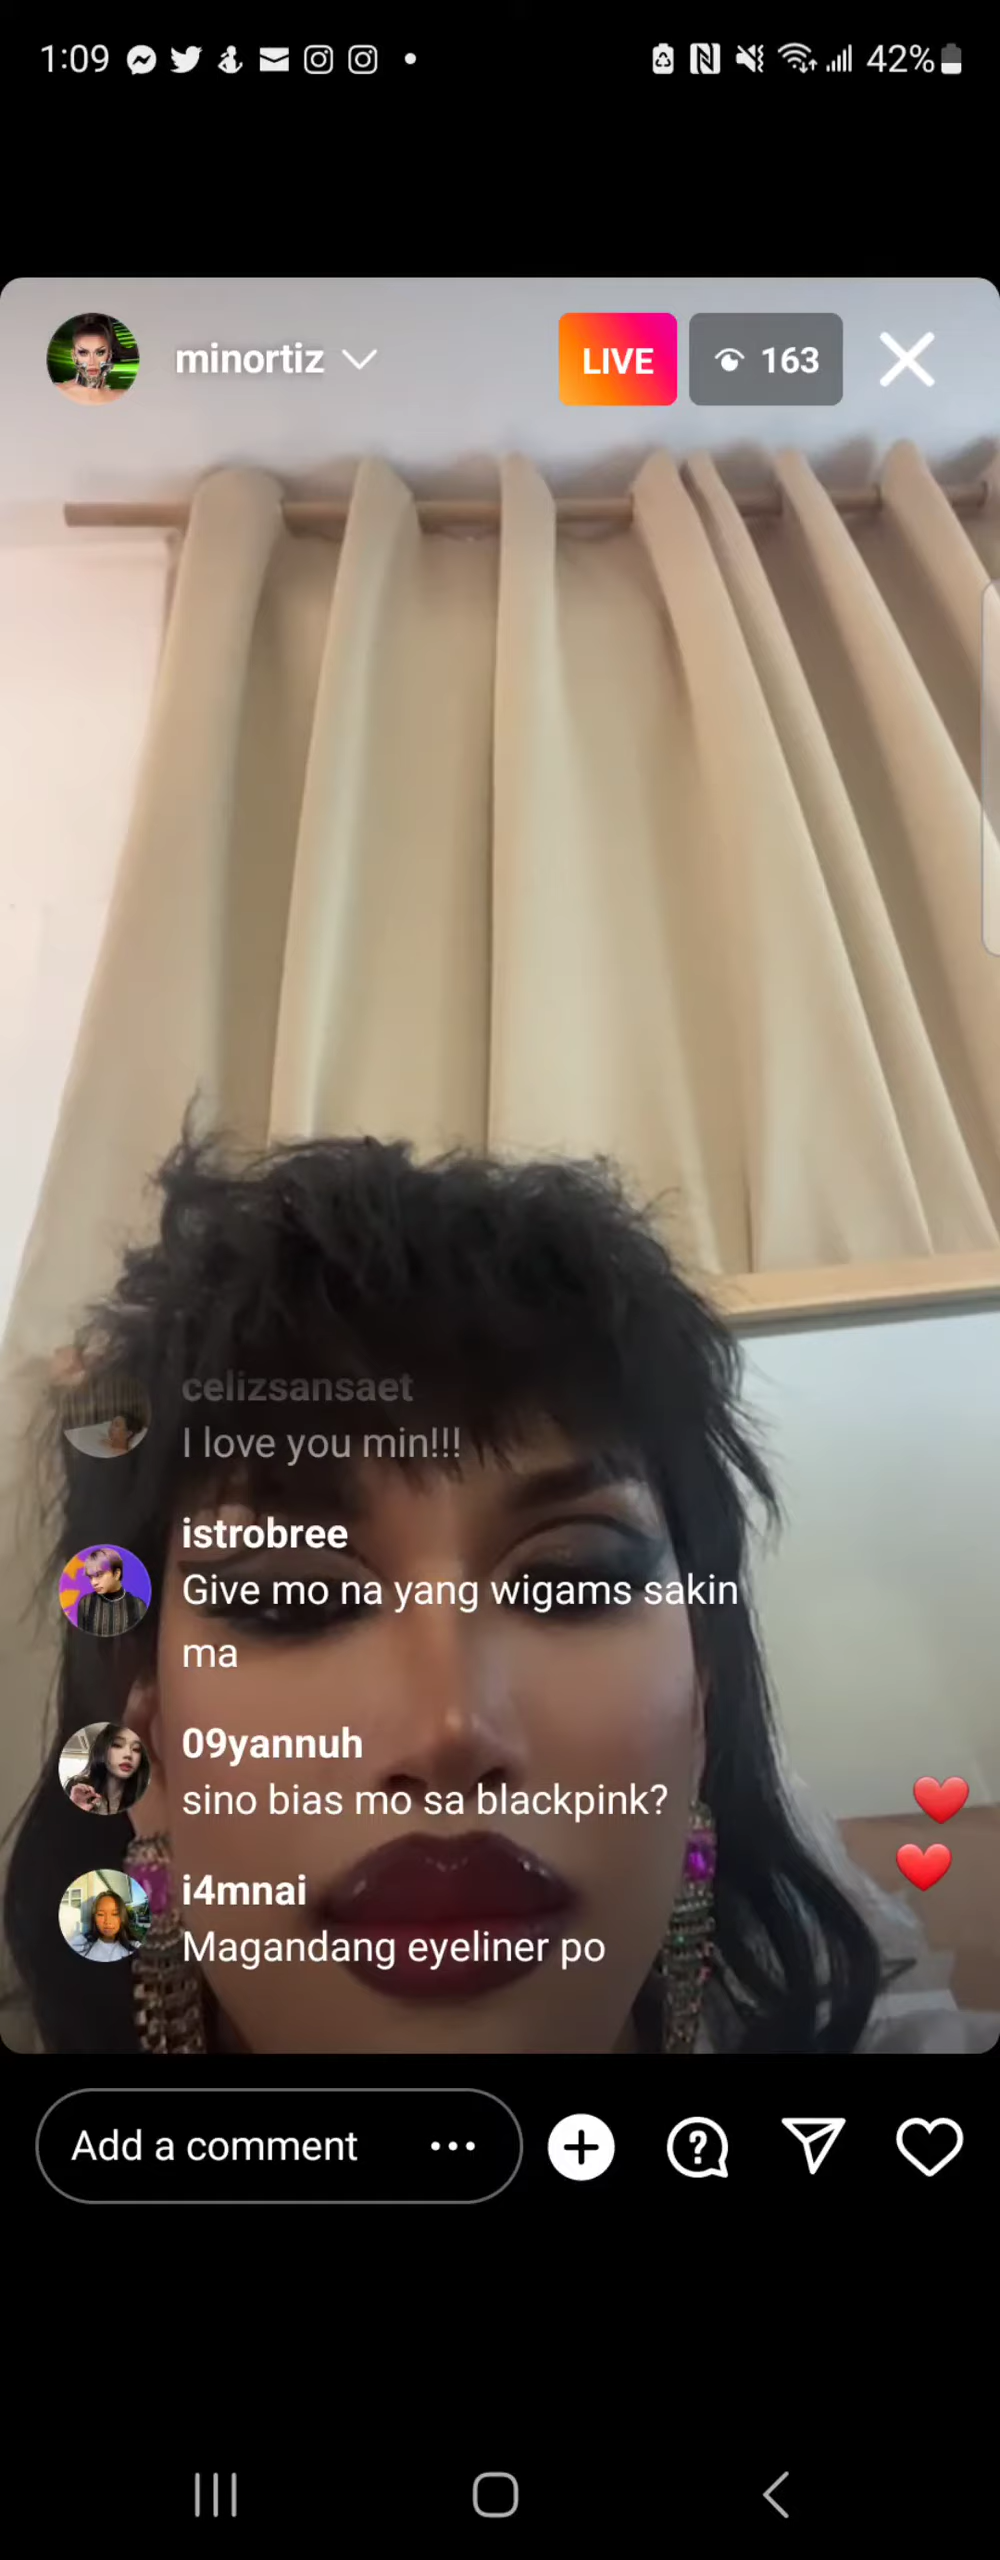 1:09
42%
minortiz
LIVE
163
celizsansaet
I love you min!!!
istrobree
Give mo na yang wigams sakin
ma
09yannuh
sino bias mo sa blackpink?
i4mnai
Magandang eyeliner po
Add a comment